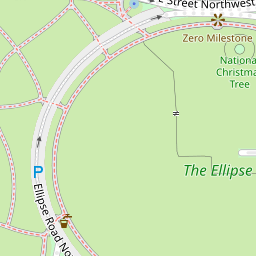 E Street Northwest
Zero Milestone
National
Christmas
Tree
P
The Ellipse
Ellipse Road No